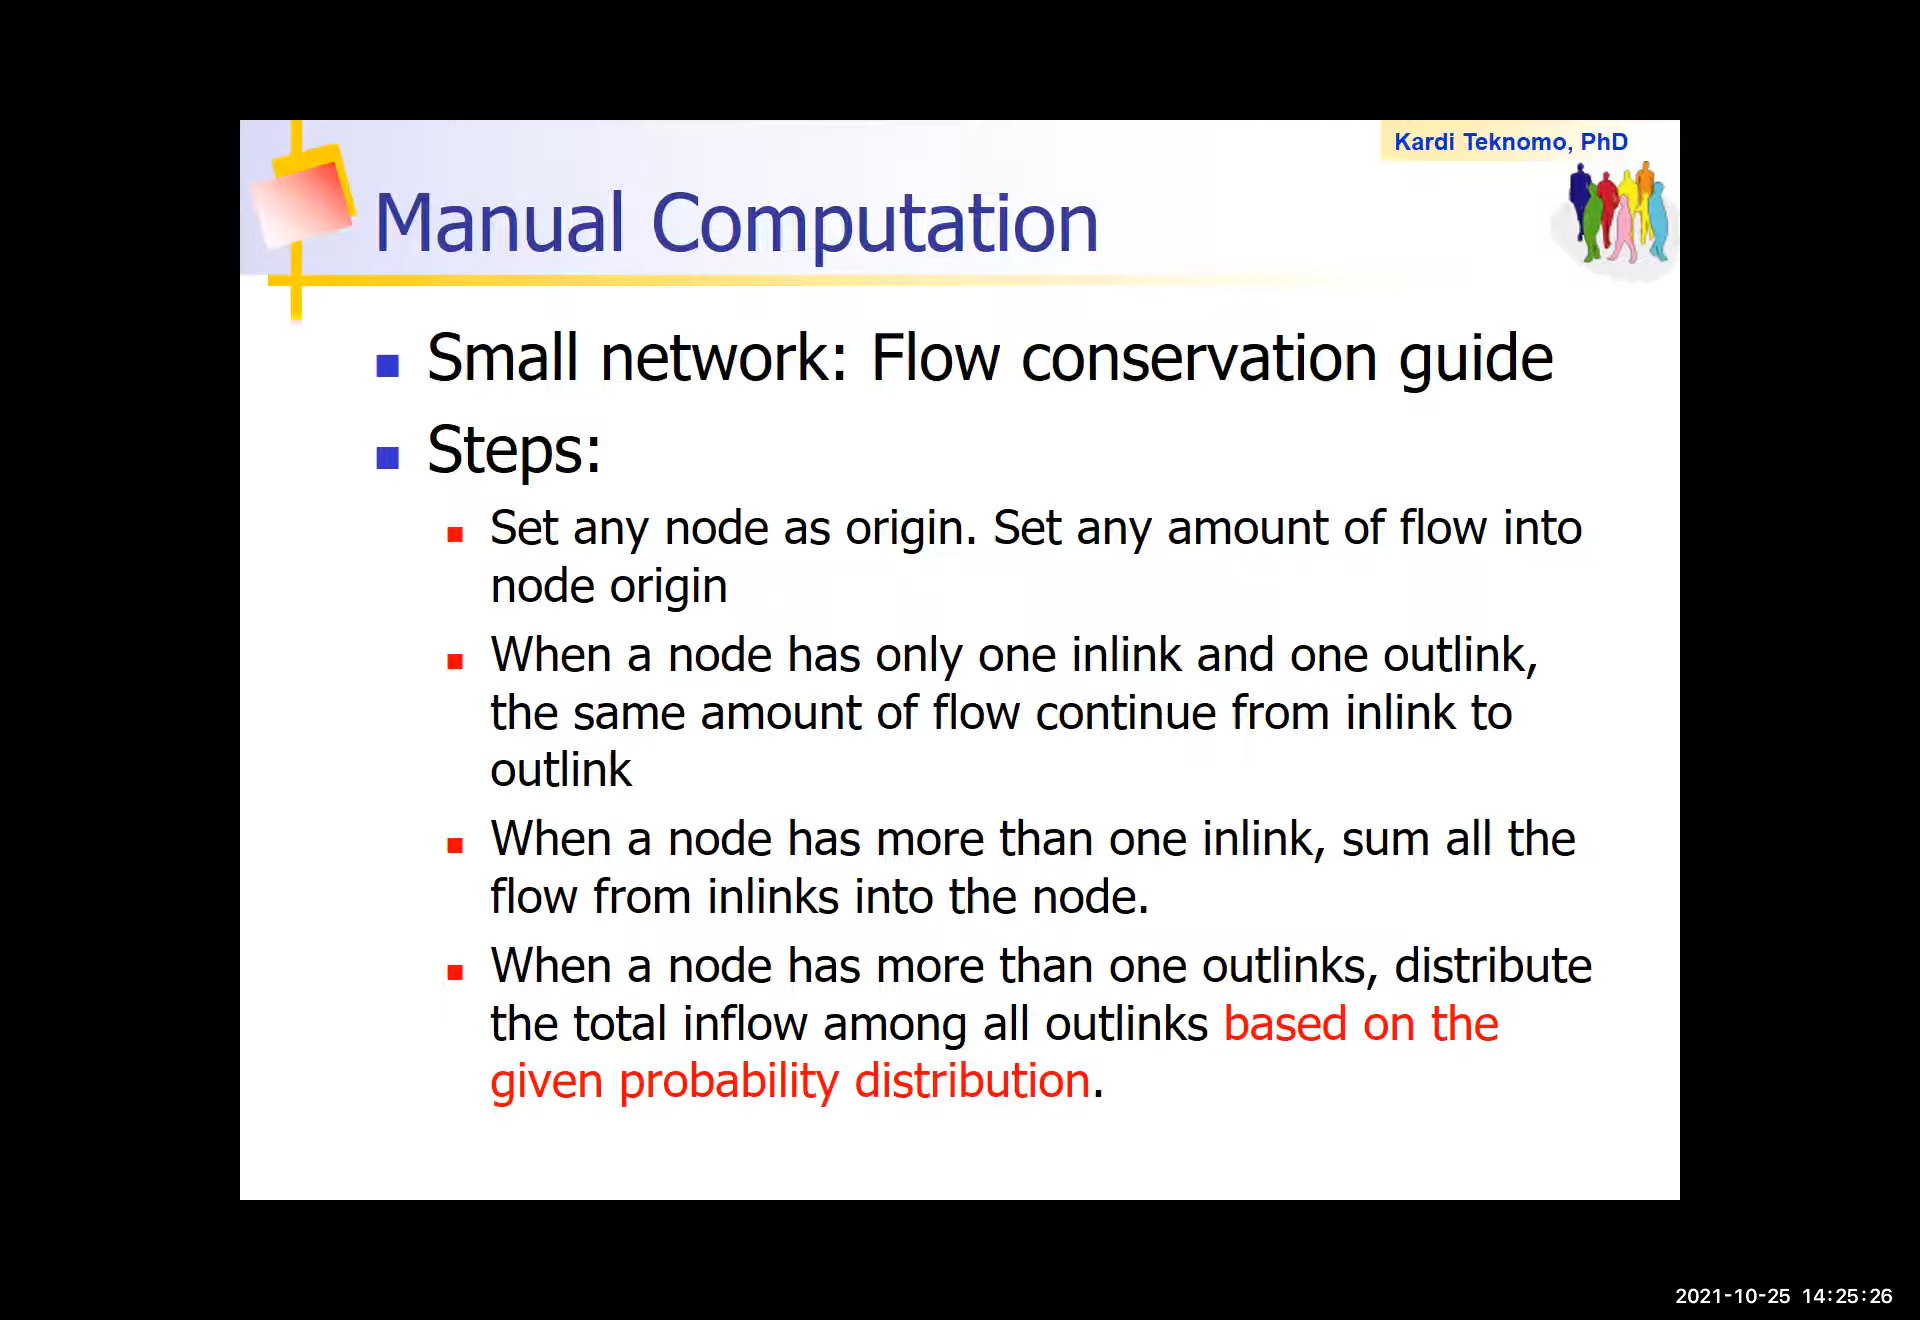 Kardi Teknomo, PhD
Manual Computation
Small network: Flow conservation guide
Steps:
Set any node as origin. Set any amount of flow into
node origin
When a node has only one inlink and one outlink,
the same amount of flow continue from inlink to
outlink
When a node has more than one inlink, sum all the
flow from inlinks into the node.
When a node has more than one outlinks, distribute
the total inflow among all outlinks based on the
given probability distribution.
2021-10-25 14:25:26